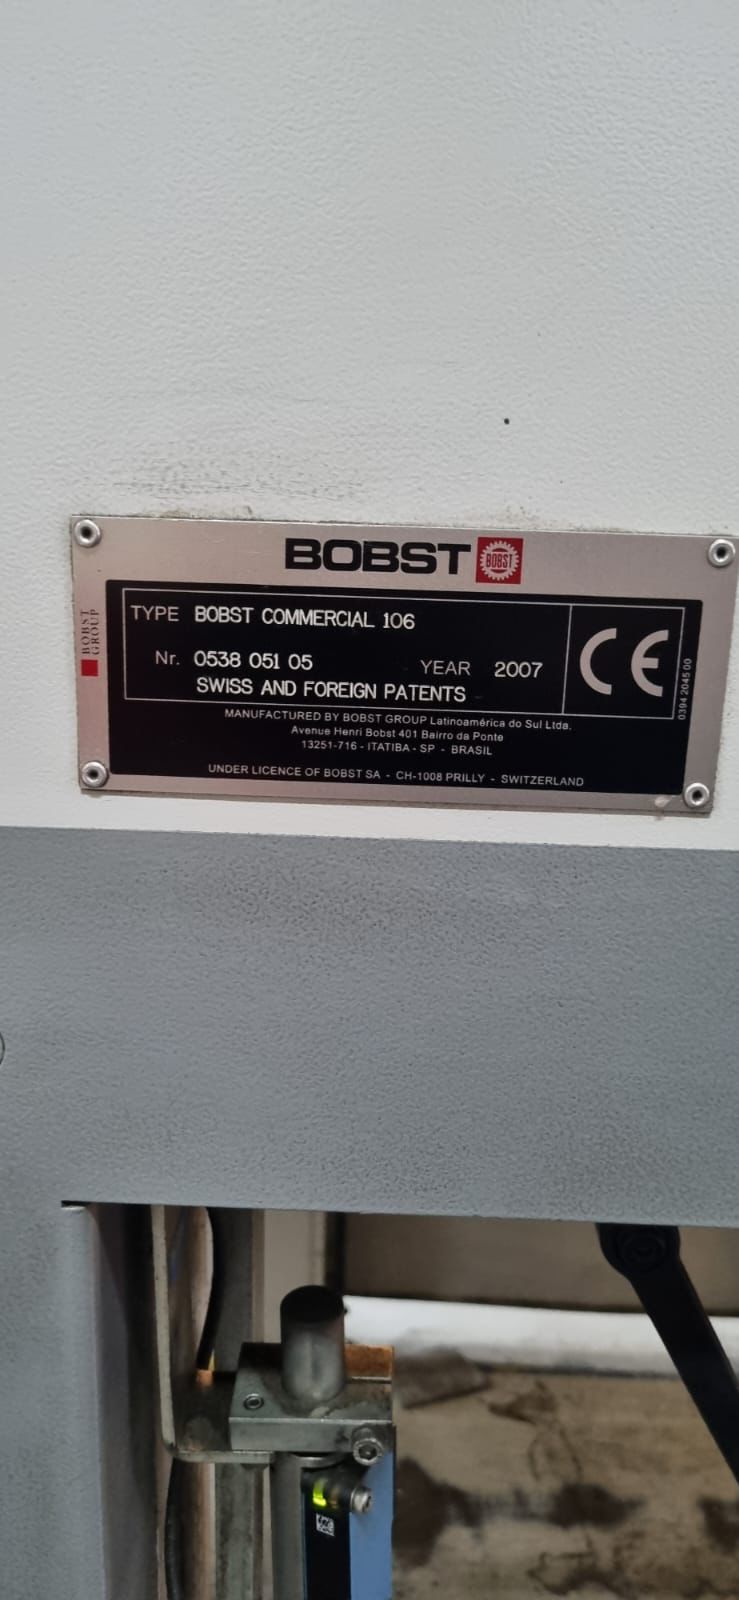 BOBST BOBST
BOBST
GROUP
TYPE BOBST COMMERCIAL 106
Nr. 0538 051 05 YEAR 2007
SWISS AND FOREIGN PATENTS
CE
0394 2045 00
MANUFACTURED BY BOBST GROUP Latinoamérica do Sul Ltda.
Avenue Henri Bobst 401 Bairro da Ponte
13251-716 - ITATIBA - SP - BRASIL
UNDER LICENCE OF BOBST SA - CH-1008 PRILLY - SWITZERLAND